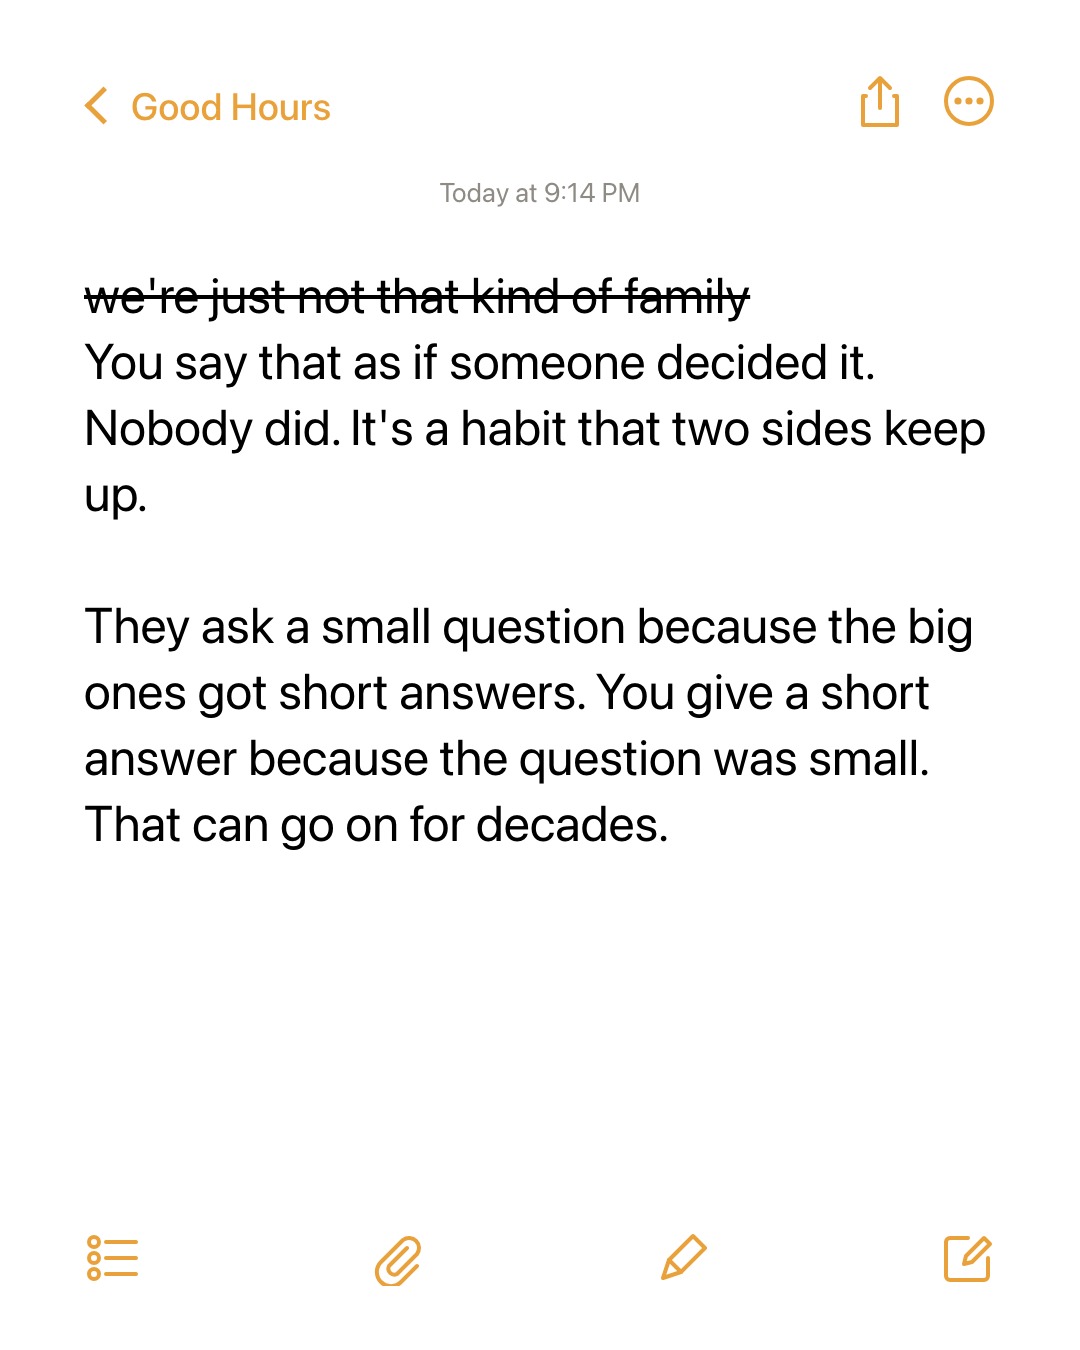 Good Hours
Today at 9:14 PM
we're just not that kind of family
You say that as if someone decided it.
Nobody did. It's a habit that two sides keep
up.
They ask a small question because the big
ones got short answers. You give a short
answer because the question was small.
That can go on for decades.